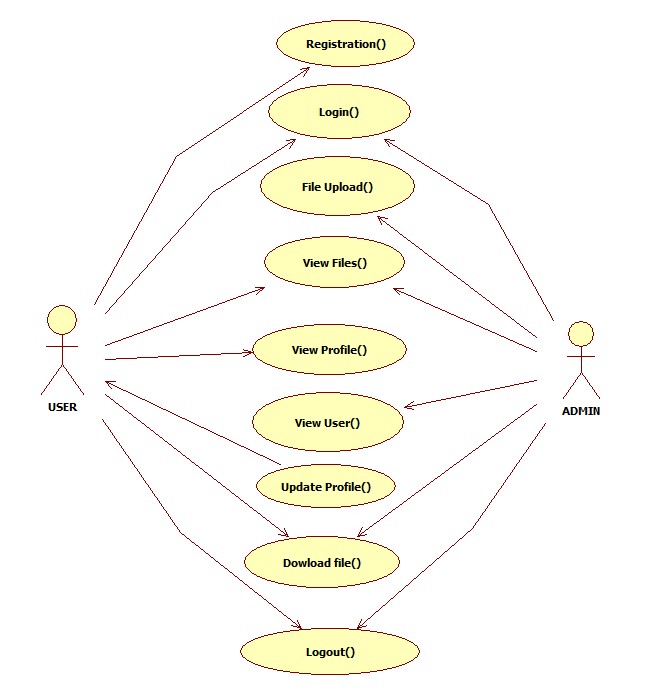 Registration()
Login()
File Upload()
View Files()
View Profile()
USER
ADMIN
View User()
Update Profile()
Dowload file()
Logout()